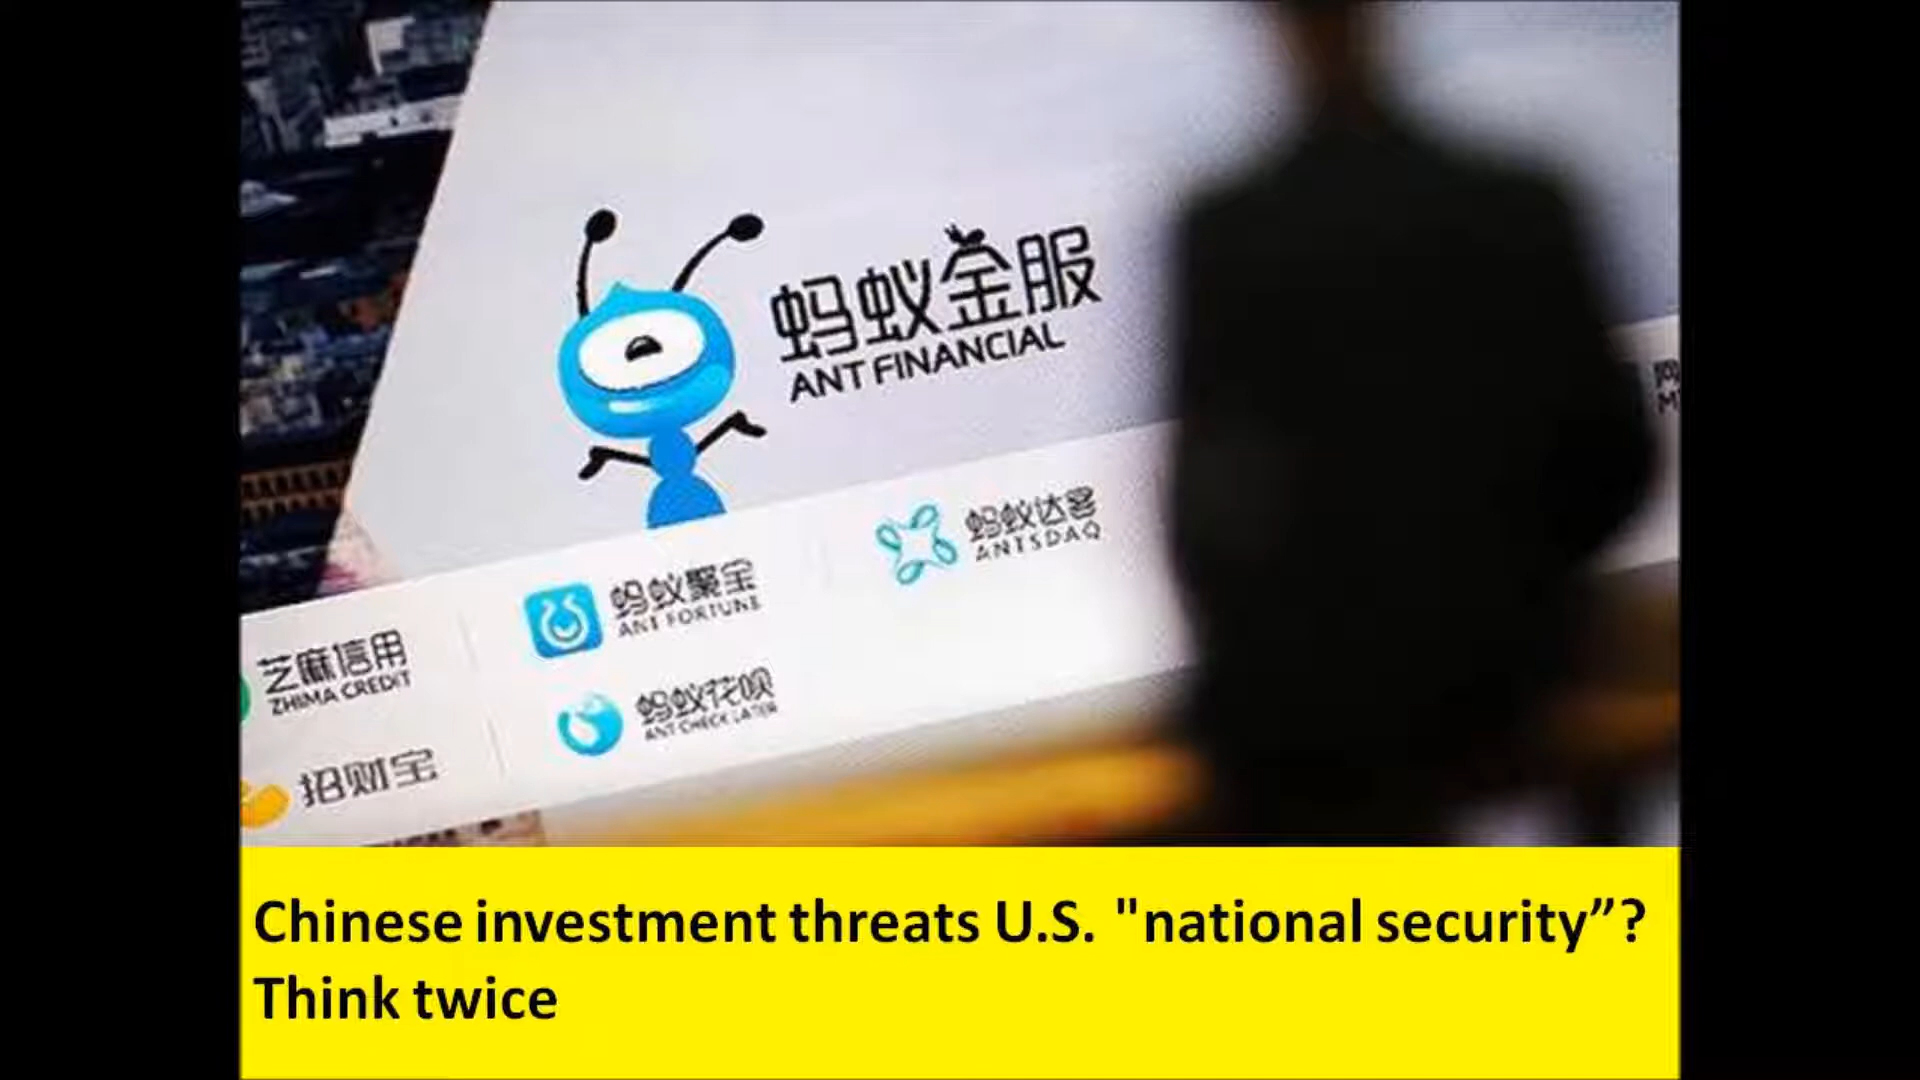 蚂蚁金服
ANT FINANCIAL
蚂蚁达客
ANTSDAQ
蚂蚁聚宝
ANT FORTUNE
芝麻信用
ZHIMA CREDIT
蚂蚁花呗
ANT CHECK LATER
招财宝
Chinese investment threats U.S. "national security”?
Think twice